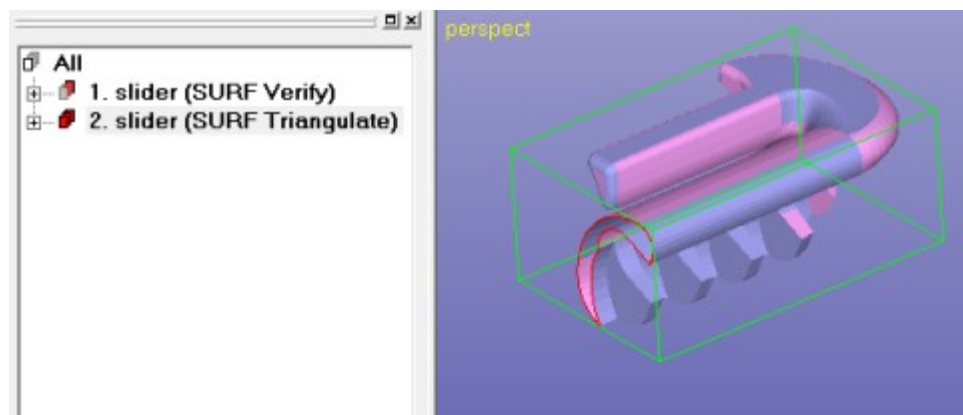 All
1. slider (SURF Verify)
2. slider (SURF Triangulate)
perspect